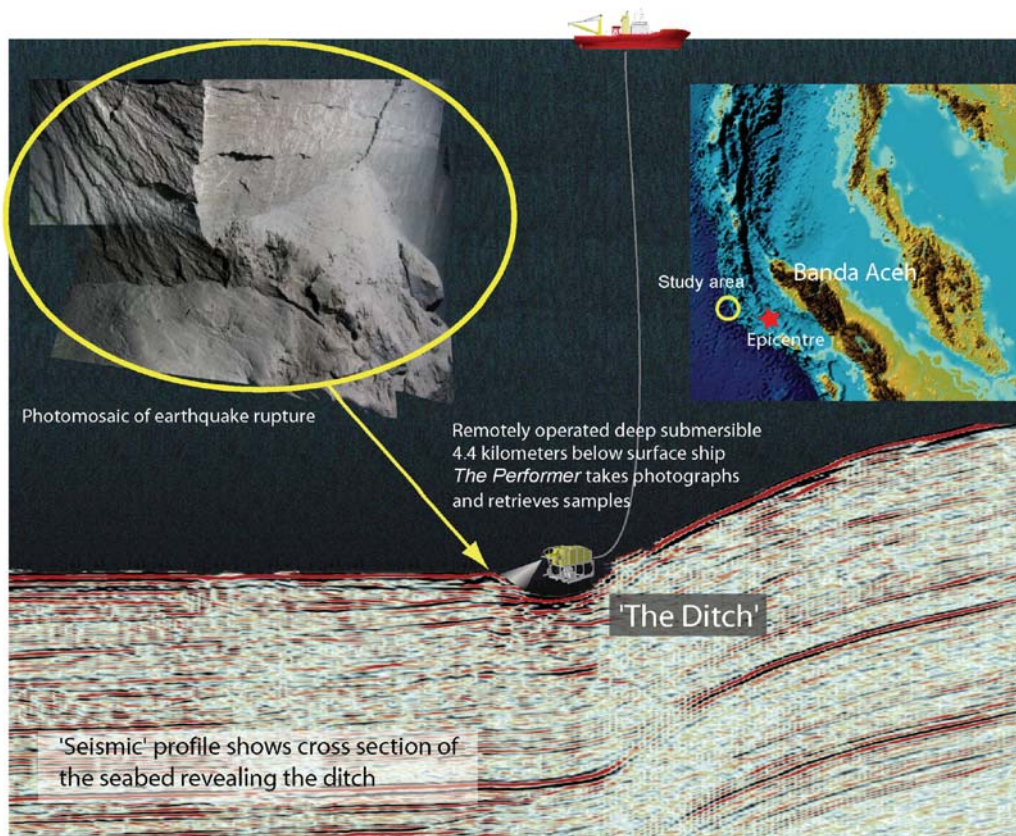 Banda Aceh
Study area
Epicentre
Photomosaic of earthquake rupture
Remotely operated deep submersible
4.4 kilometers below surface ship
The Performer takes photographs
and retrieves samples
'The Ditch'
'Seismic' profile shows cross section of
the seabed revealing the ditch